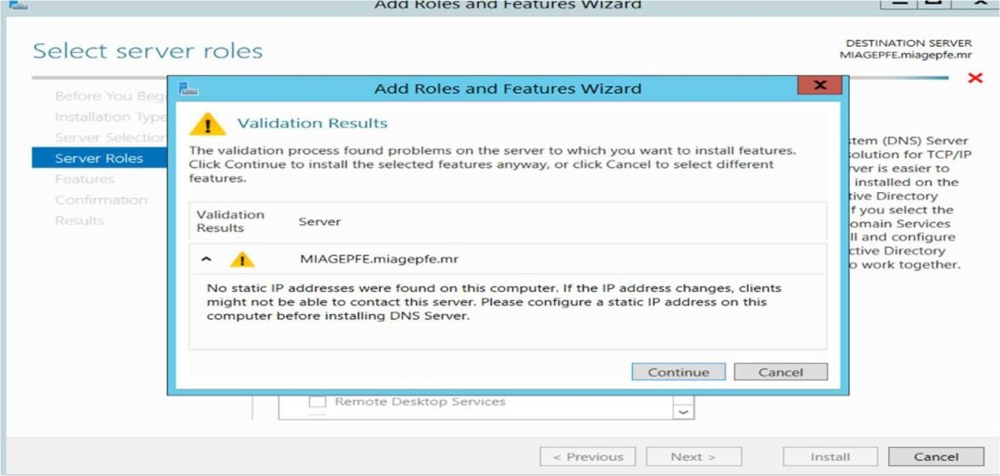 Add Roles and Features Wizard
Select server roles
DESTINATION SERVER
MIAGEPFE.miagepfe.mr
Before You Begi
Installation Type
Server Selection
Server Roles
Features
Confirmation
Results
Add Roles and Features Wizard
Validation Results
The validation process found problems on the server to which you want to install features.
Click Continue to install the selected features anyway, or click Cancel to select different
features.
Validation
Results
Server
MIAGEPFE.miagepfe.mr
No static IP addresses were found on this computer. If the IP address changes, clients
might not be able to contact this server. Please configure a static IP address on this
computer before installing DNS Server.
Continue
Cancel
stem (DNS) Server
olution for TCP/IP
rver is easier to
installed on the
tive Directory
f you select the
omain Services
ll and configure
ctive Directory
o work together.
Remote Desktop Services
< Previous
Next >
Install
Cancel